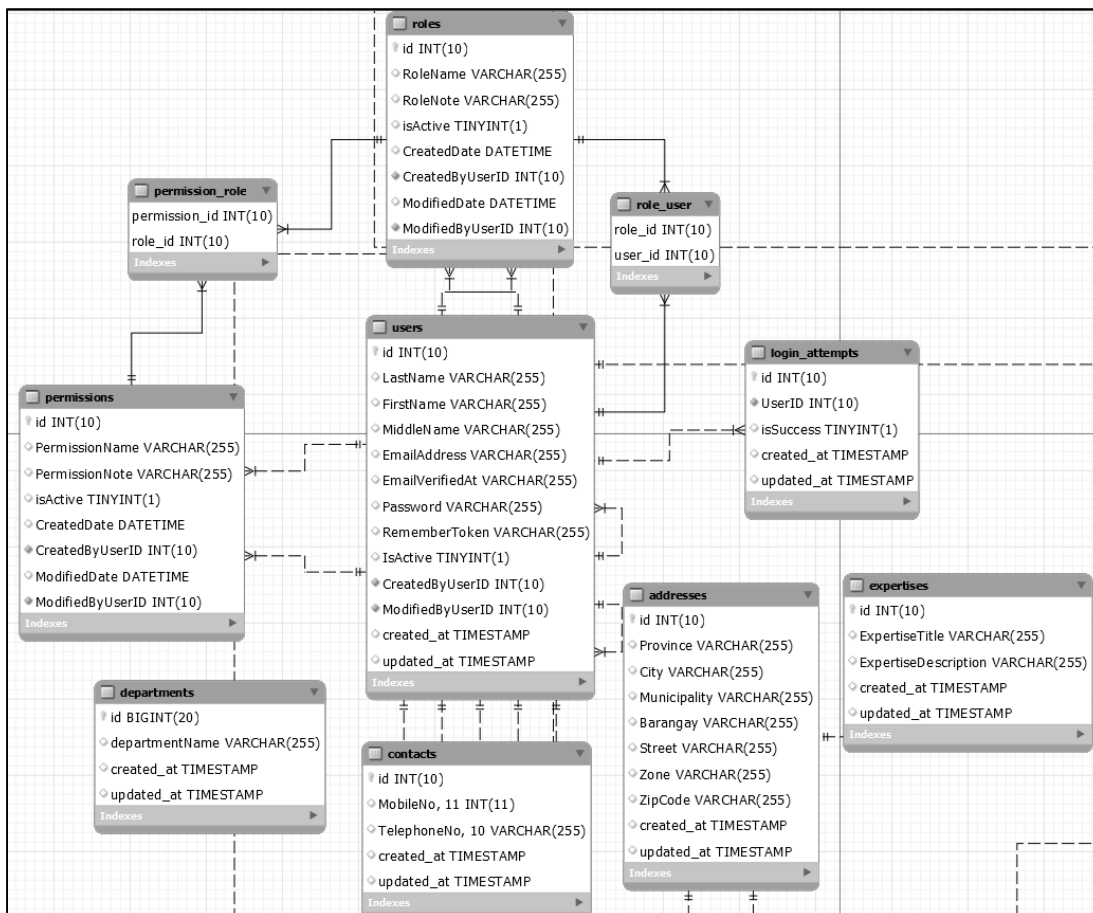 roles
id INT(10)
RoleName VARCHAR(255)
RoleNote VARCHAR(255)
isActive TINYINT(1)
CreatedDate DATETIME
CreatedByUserID INT(10)
ModifiedDate DATETIME
ModifiedByUserID INT(10)
Indexes
permission_role
permission_id INT(10)
role_id INT(10)
Indexes
role_user
role_id INT(10)
user_id INT(10)
Indexes
users
id INT(10)
LastName VARCHAR(255)
FirstName VARCHAR(255)
MiddleName VARCHAR(255)
EmailAddress VARCHAR(255)
EmailVerifiedAt VARCHAR(255)
Password VARCHAR(255)
RememberToken VARCHAR(255)
IsActive TINYINT(1)
CreatedByUserID INT(10)
ModifiedByUserID INT(10)
created_at TIMESTAMP
updated_at TIMESTAMP
Indexes
login_attempts
id INT(10)
UserID INT(10)
isSuccess TINYINT(1)
created_at TIMESTAMP
updated_at TIMESTAMP
Indexes
permissions
id INT(10)
PermissionName VARCHAR(255)
PermissionNote VARCHAR(255)
isActive TINYINT(1)
CreatedDate DATETIME
CreatedByUserID INT(10)
ModifiedDate DATETIME
ModifiedByUserID INT(10)
Indexes
addresses
id INT(10)
Province VARCHAR(255)
City VARCHAR(255)
Municipality VARCHAR(255)
Barangay VARCHAR(255)
Street VARCHAR(255)
Zone VARCHAR(255)
ZipCode VARCHAR(255)
created_at TIMESTAMP
updated_at TIMESTAMP
Indexes
expertises
id INT(10)
ExpertiseTitle VARCHAR(255)
ExpertiseDescription VARCHAR(255)
created_at TIMESTAMP
updated_at TIMESTAMP
Indexes
departments
id BIGINT(20)
departmentName VARCHAR(255)
created_at TIMESTAMP
updated_at TIMESTAMP
Indexes
contacts
id INT(10)
MobileNo, 11 INT(11)
TelephoneNo, 10 VARCHAR(255)
created_at TIMESTAMP
updated_at TIMESTAMP
Indexes